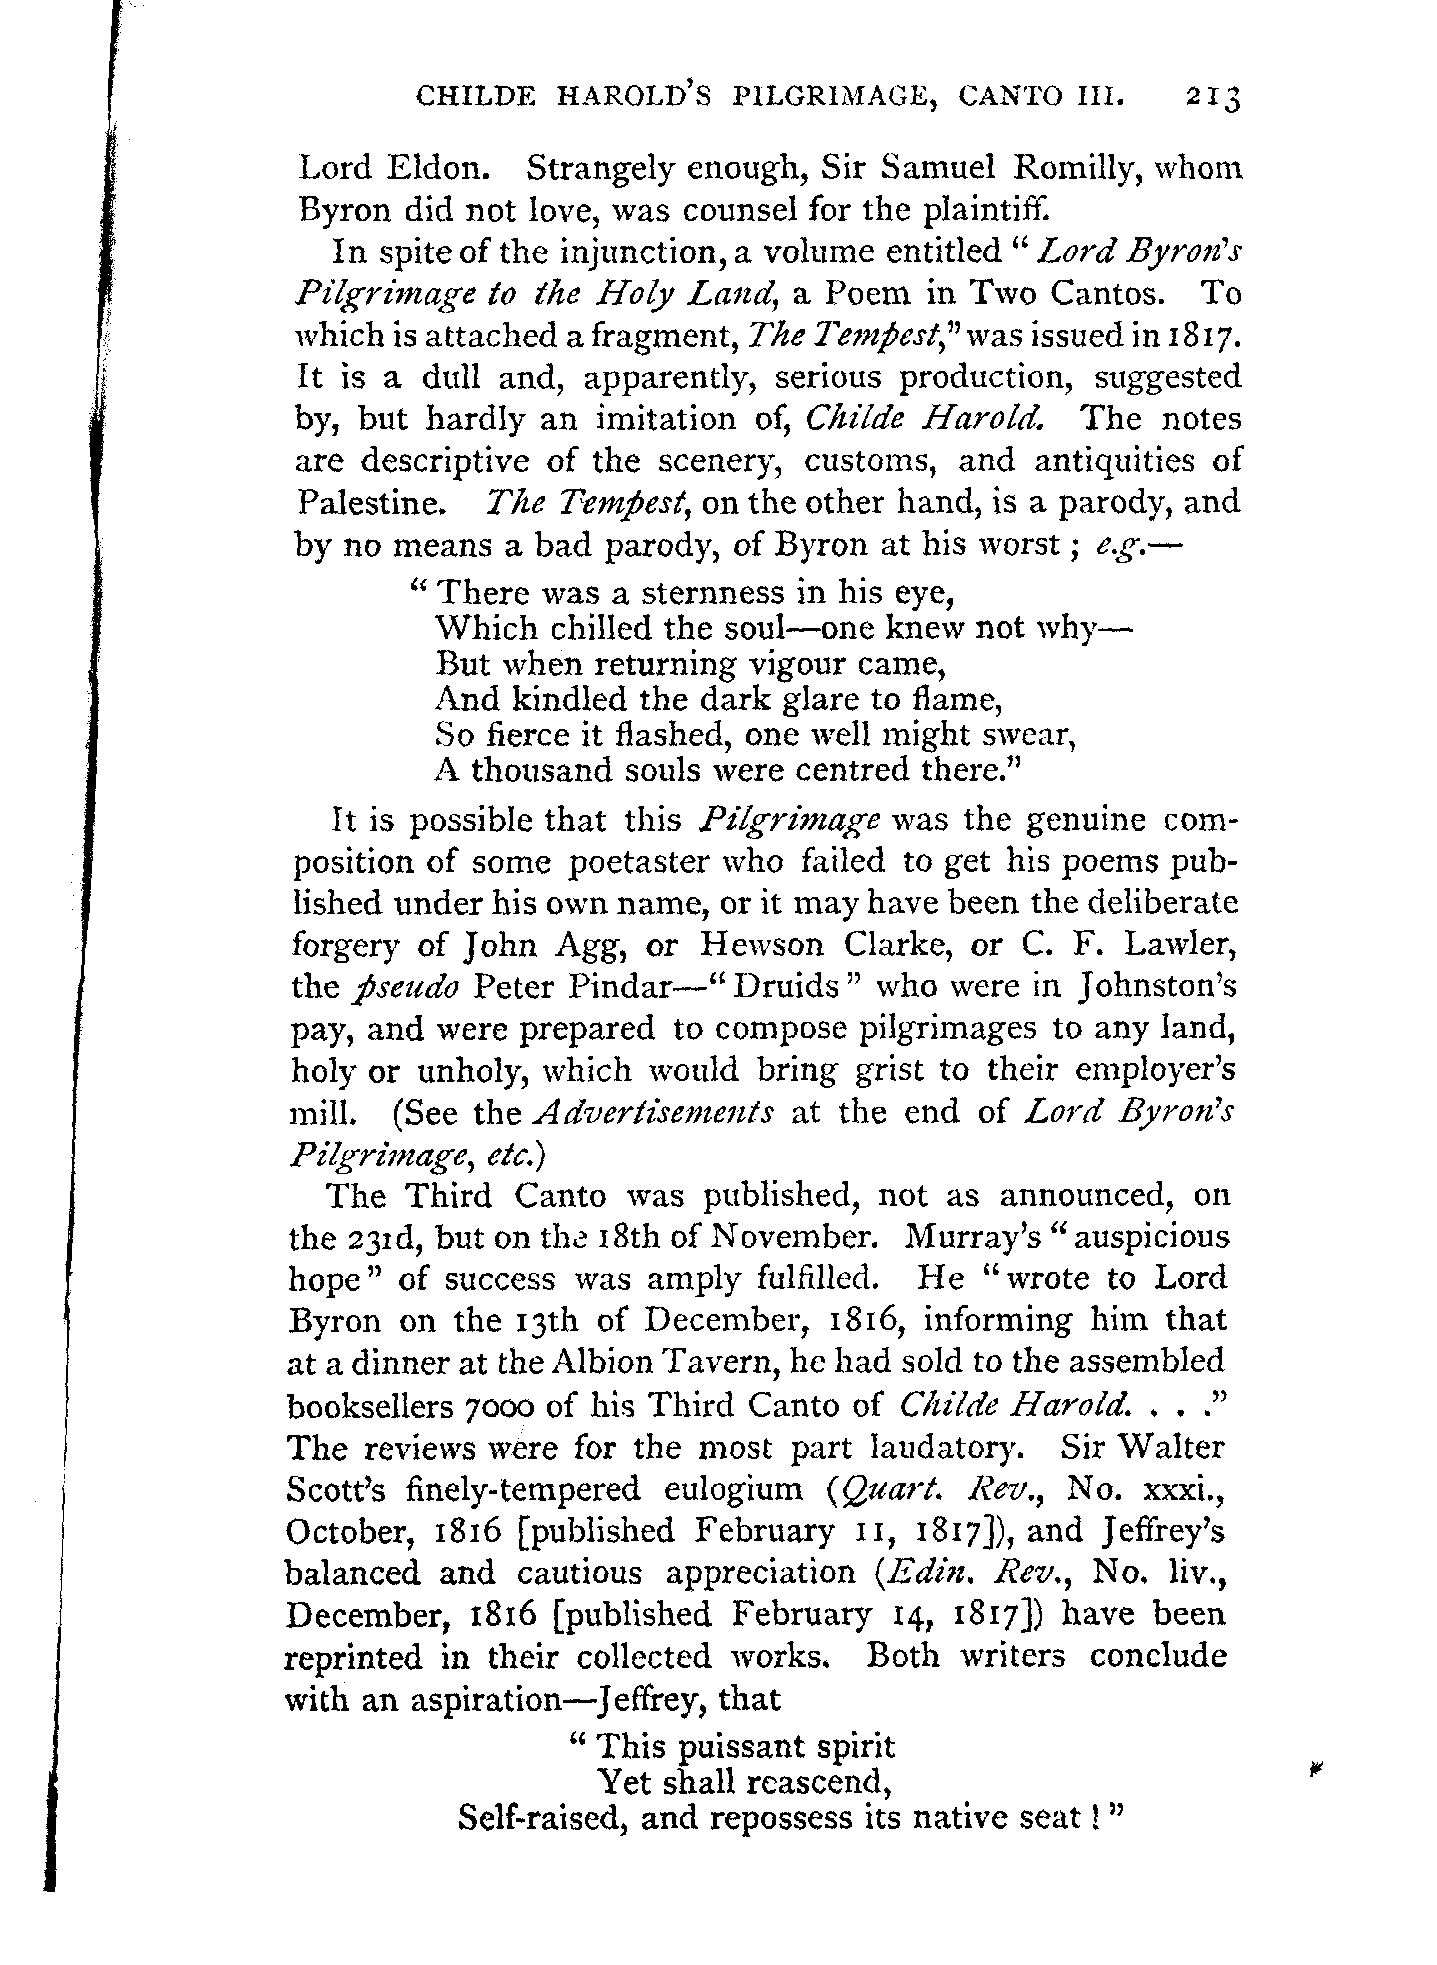 CHILDE HAROLD'S PILGRIMAGE, CANTO III. 213
Lord Eldon. Strangely enough, Sir Samuel Romilly, whom
Byron did not love, was counsel for the plaintiff.
In spite of the injunction, a volume entitled “ Lord Byron's
Pilgrimage to the Holy Land, a Poem in Two Cantos. To
which is attached a fragment, The Tempest,” was issued in 1817.
It is a dull and, apparently, serious production, suggested
by, but hardly an imitation of, Childe Harold. The notes
are descriptive of the scenery, customs, and antiquities of
Palestine. The Tempest, on the other hand, is a parody, and
by no means a bad parody, of Byron at his worst ; e.g.—
“ There was a sternness in his eye,
Which chilled the soul—one knew not why—
But when returning vigour came,
And kindled the dark glare to flame,
So fierce it flashed, one well might swear,
A thousand souls were centred there.”
It is possible that this Pilgrimage was the genuine com-
position of some poetaster who failed to get his poems pub-
lished under his own name, or it may have been the deliberate
forgery of John Agg, or Hewson Clarke, or C. F. Lawler,
the pseudo Peter Pindar—“ Druids ” who were in Johnston's
pay, and were prepared to compose pilgrimages to any land,
holy or unholy, which would bring grist to their employer's
mill. (See the Advertisements at the end of Lord Byron's
Pilgrimage, etc.)
The Third Canto was published, not as announced, on
the 23rd, but on the 18th of November. Murray's “ auspicious
hope ” of success was amply fulfilled. He “ wrote to Lord
Byron on the 13th of December, 1816, informing him that
at a dinner at the Albion Tavern, he had sold to the assembled
booksellers 7000 of his Third Canto of Childe Harold. . . .”
The reviews were for the most part laudatory. Sir Walter
Scott's finely-tempered eulogium (Quart. Rev., No. xxxi.,
October, 1816 [published February 11, 1817]), and Jeffrey's
balanced and cautious appreciation (Edin. Rev., No. liv.,
December, 1816 [published February 14, 1817]) have been
reprinted in their collected works. Both writers conclude
with an aspiration—Jeffrey, that
“ This puissant spirit
Yet shall reascend,
Self-raised, and repossess its native seat ! ”